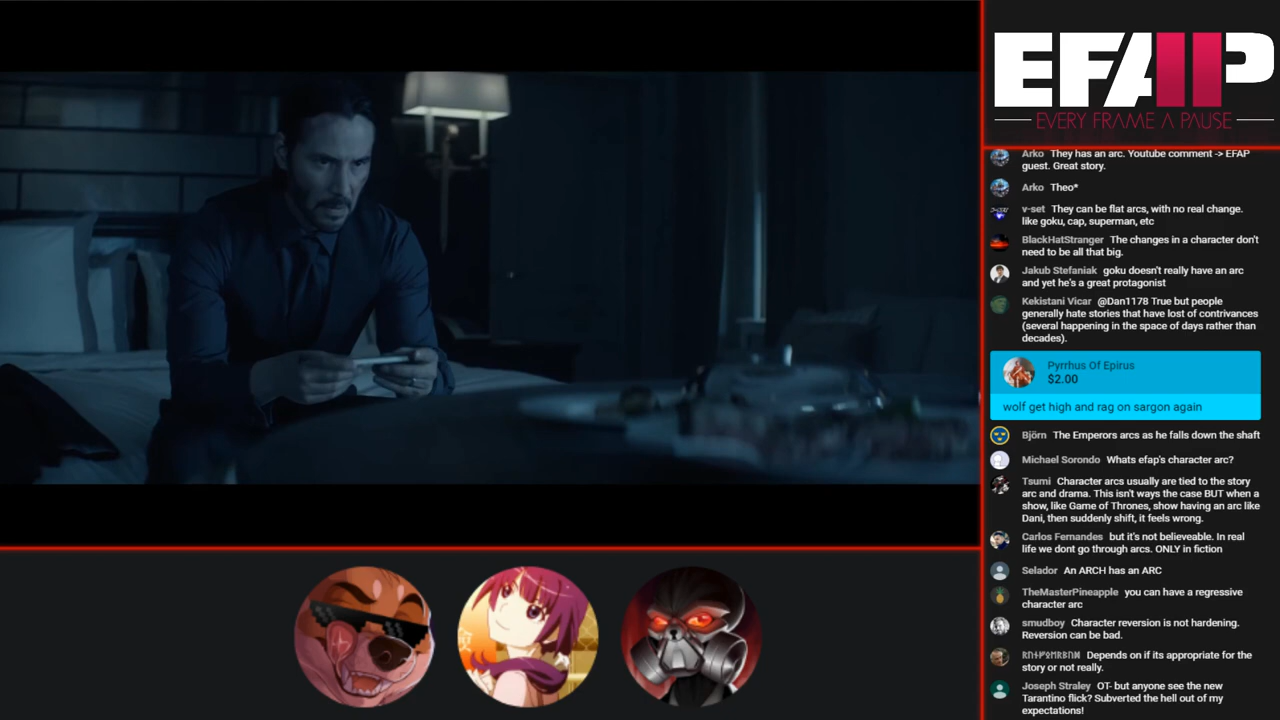 EFAP
EVERY FRAME A PAUSE
Arko They has an arc. Youtube comment -> EFAP
guest. Great story.
Arko Theo*
v-set They can be flat arcs, with no real change.
like goku, cap, superman, etc
BlackHatStranger The changes in a character don't
need to be all that big.
Jakub Stefaniak goku doesn't really have an arc
and yet he's a great protagonist
Kekistani Vicar @Dan1178 True but people
generally hate stories that have lost of contrivances
(several happening in the space of days rather than
decades).
Pyrrhus Of Epirus
$2.00
wolf get high and rag on sargon again
Björn The Emperors arcs as he falls down the shaft
Michael Sorondo Whats efap's character arc?
Tsumi Character arcs usually are tied to the story
arc and drama. This isn't ways the case BUT when a
show, like Game of Thrones, show having an arc like
Dani, then suddenly shift, it feels wrong.
Carlos Fernandes but it's not believeable. In real
life we dont go through arcs. ONLY in fiction
Selador An ARCH has an ARC
TheMasterPineapple you can have a regressive
character arc
smudboy Character reversion is not hardening.
Reversion can be bad.
Depends on if its appropriate for the
story or not really.
Joseph Straley OT- but anyone see the new
Tarantino flick? Subverted the hell out of my
expectations!